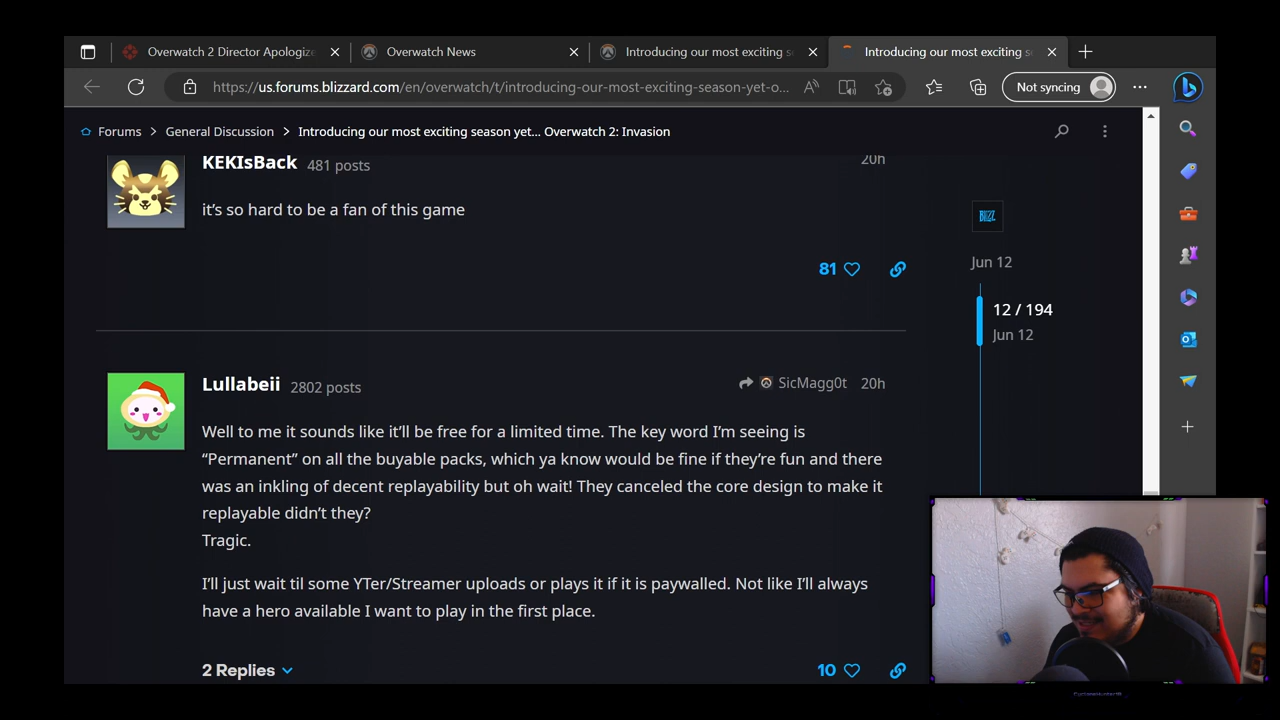 Overwatch 2 Director Apologize
Overwatch News
Introducing our most exciting s
Introducing our most exciting s
https://us.forums.blizzard.com/en/overwatch/t/introducing-our-most-exciting-season-yet-o...
Not syncing
Forums > General Discussion > Introducing our most exciting season yet... Overwatch 2: Invasion
KEKIsBack 481 posts 20h
it’s so hard to be a fan of this game
BLIZZ
Jun 12
81
12 / 194
Jun 12
Lullabeii 2802 posts SicMagg0t 20h
Well to me it sounds like it’ll be free for a limited time. The key word I’m seeing is
“Permanent” on all the buyable packs, which ya know would be fine if they’re fun and there
was an inkling of decent replayability but oh wait! They canceled the core design to make it
replayable didn’t they?
Tragic.
I’ll just wait til some YTer/Streamer uploads or plays it if it is paywalled. Not like I’ll always
have a hero available I want to play in the first place.
2 Replies 10